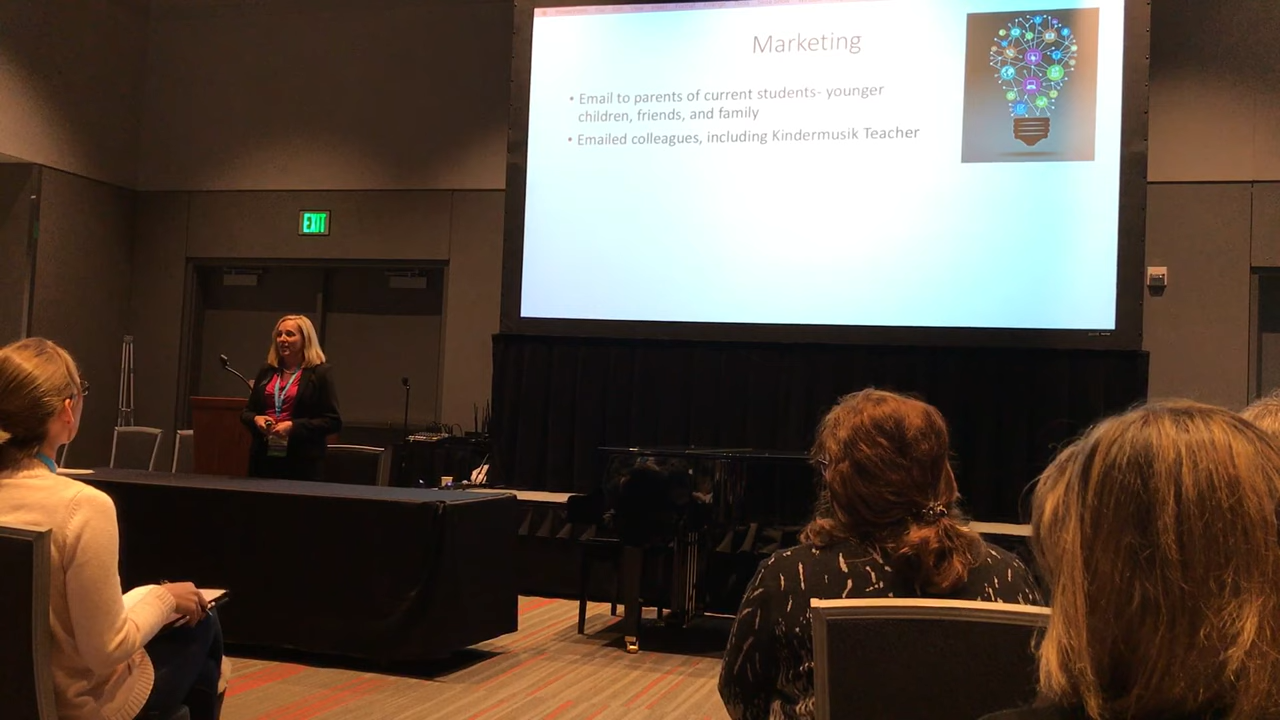 Marketing
• Email to parents of current students- younger
children, friends, and family
• Emailed colleagues, including Kindermusik Teacher
EXIT